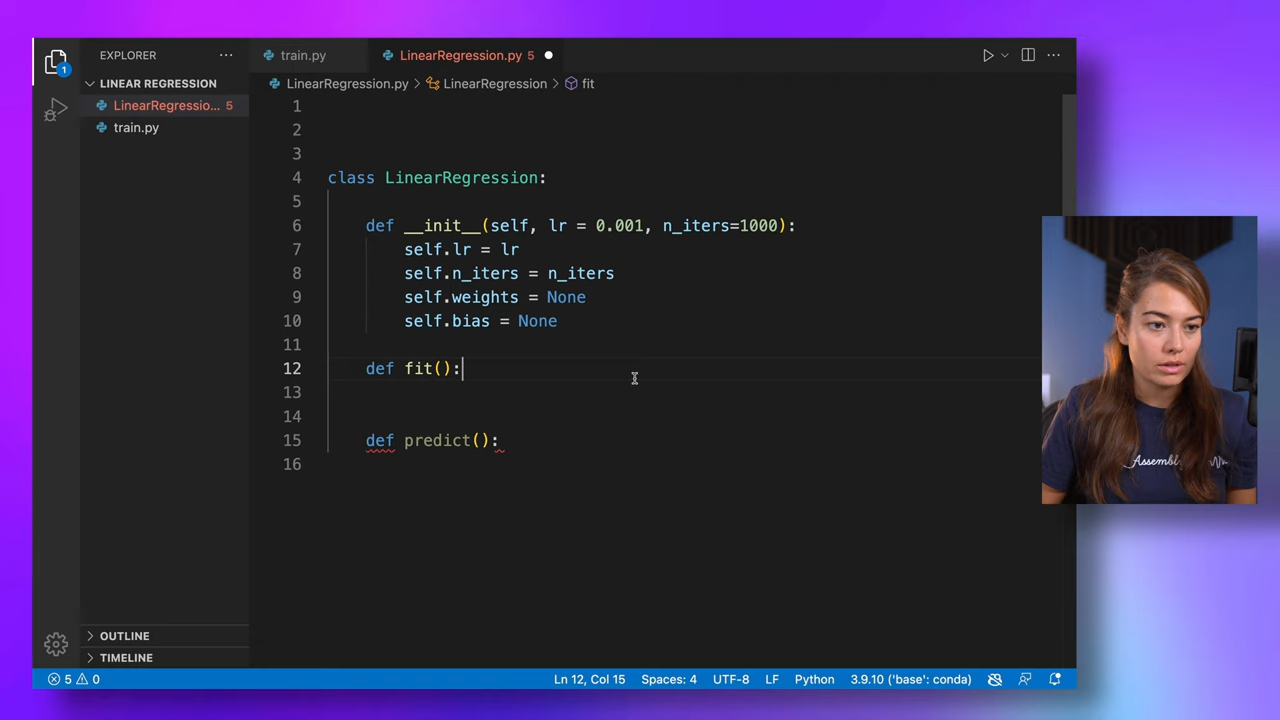 EXPLORER
···
train.py
LinearRegression.py 5
···
1
LINEAR REGRESSION
LinearRegressio... 5
train.py
LinearRegression.py > LinearRegression > fit
1
2
3
4 class LinearRegression:
5
6 def __init__(self, lr = 0.001, n_iters=1000):
7 self.lr = lr
8 self.n_iters = n_iters
9 self.weights = None
10 self.bias = None
11
12 def fit():
13
14
15 def predict():
16
OUTLINE
TIMELINE
5 0
Ln 12, Col 15 Spaces: 4 UTF-8 LF Python 3.9.10 ('base': conda)